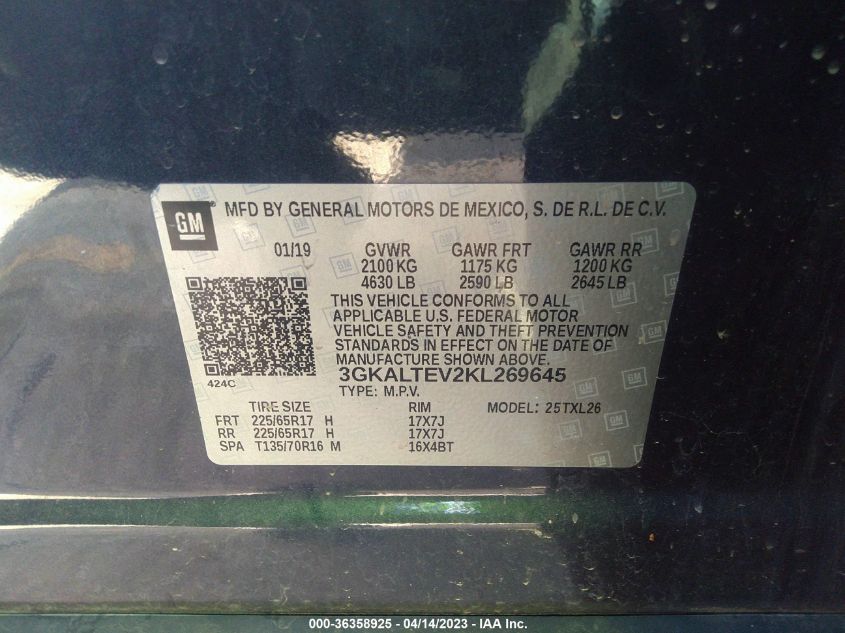 GM MFD BY GENERAL MOTORS DE MEXICO, S. DE R.L. DE C.V.
01/19 GVWR GAWR FRT GAWR RR
2100 KG 1175 KG 1200 KG
4630 LB 2590 LB 2645 LB
THIS VEHICLE CONFORMS TO ALL
APPLICABLE U.S. FEDERAL MOTOR
VEHICLE SAFETY AND THEFT PREVENTION
STANDARDS IN EFFECT ON THE DATE OF
MANUFACTURE SHOWN ABOVE.
424C 3GKALTEV2KL269645
TYPE: M.P.V.
TIRE SIZE RIM MODEL: 25TXL26
FRT 225/65R17 H 17X7J
RR 225/65R17 H 17X7J
SPA T135/70R16 M 16X4BT
000-36358925 / 04/14/2023 - IAA Inc.